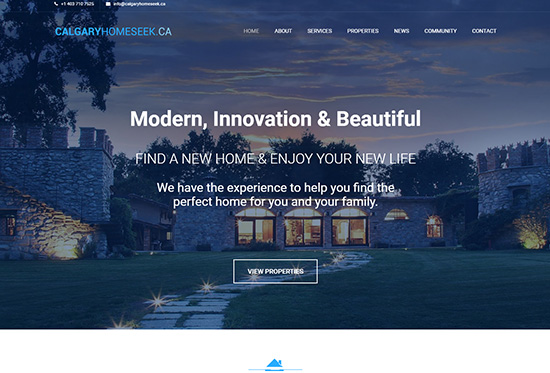 +1 403 710 7525 info@calgaryhomeseek.ca
CALGARYHOMESEEK.CA
HOME ABOUT SERVICES PROPERTIES NEWS COMMUNITY CONTACT
Modern, Innovation & Beautiful
FIND A NEW HOME & ENJOY YOUR NEW LIFE
We have the experience to help you find the
perfect home for you and your family.
VIEW PROPERTIES